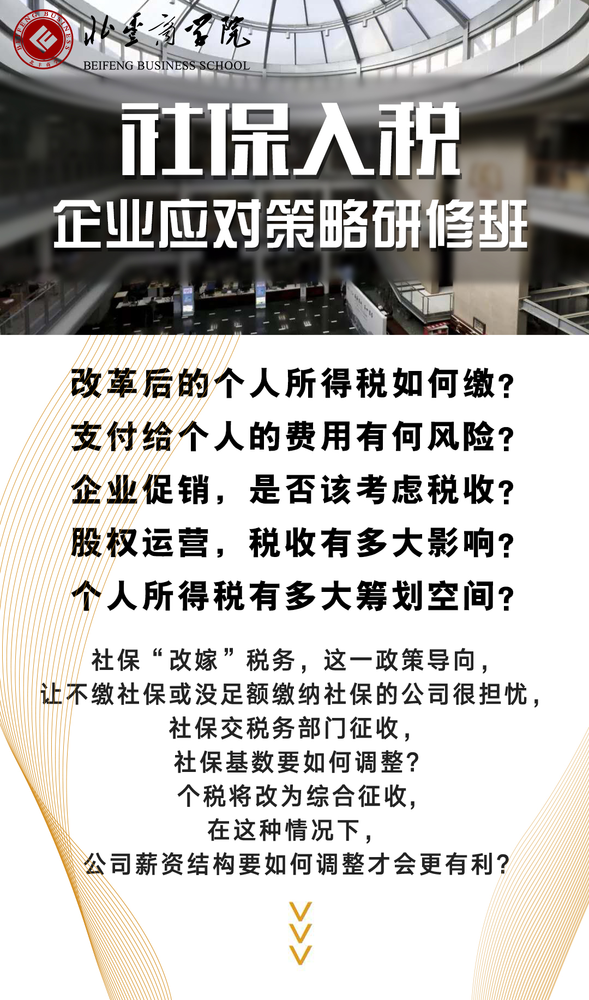 BEIFENG BUSINESS
北丰商学
北丰商学院
BEIFENG BUSINESS SCHOOL
社保入税
企业应对策略研修班
改革后的个人所得税如何缴?
支付给个人的费用有何风险?
企业促销，是否该考虑税收?
股权运营，税收有多大影响?
个人所得税有多大筹划空间?
社保“改嫁”税务，这一政策导向，
让不缴社保或没足额缴纳社保的公司很担忧，
社保交税务部门征收，
社保基数要如何调整?
个税将改为综合征收,
在这种情况下，
公司薪资结构要如何调整才会更有利?